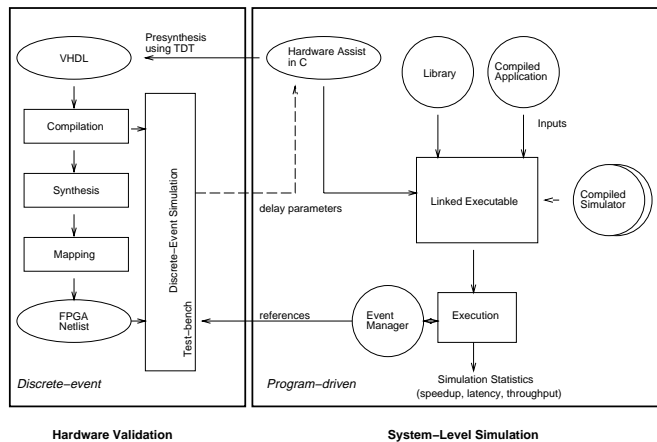 Presynthesis
using TDT
VHDL
Hardware Assist
in C
Library
Compiled
Application
Compilation
Inputs
Synthesis
Discrete−Event Simulation
Test−bench
delay parameters
Linked Executable
Compiled
Simulator
Mapping
FPGA
Netlist
references
Event
Manager
Execution
Simulation Statistics
(speedup, latency, throughput)
Discrete−event
Program−driven
Hardware Validation
System−Level Simulation